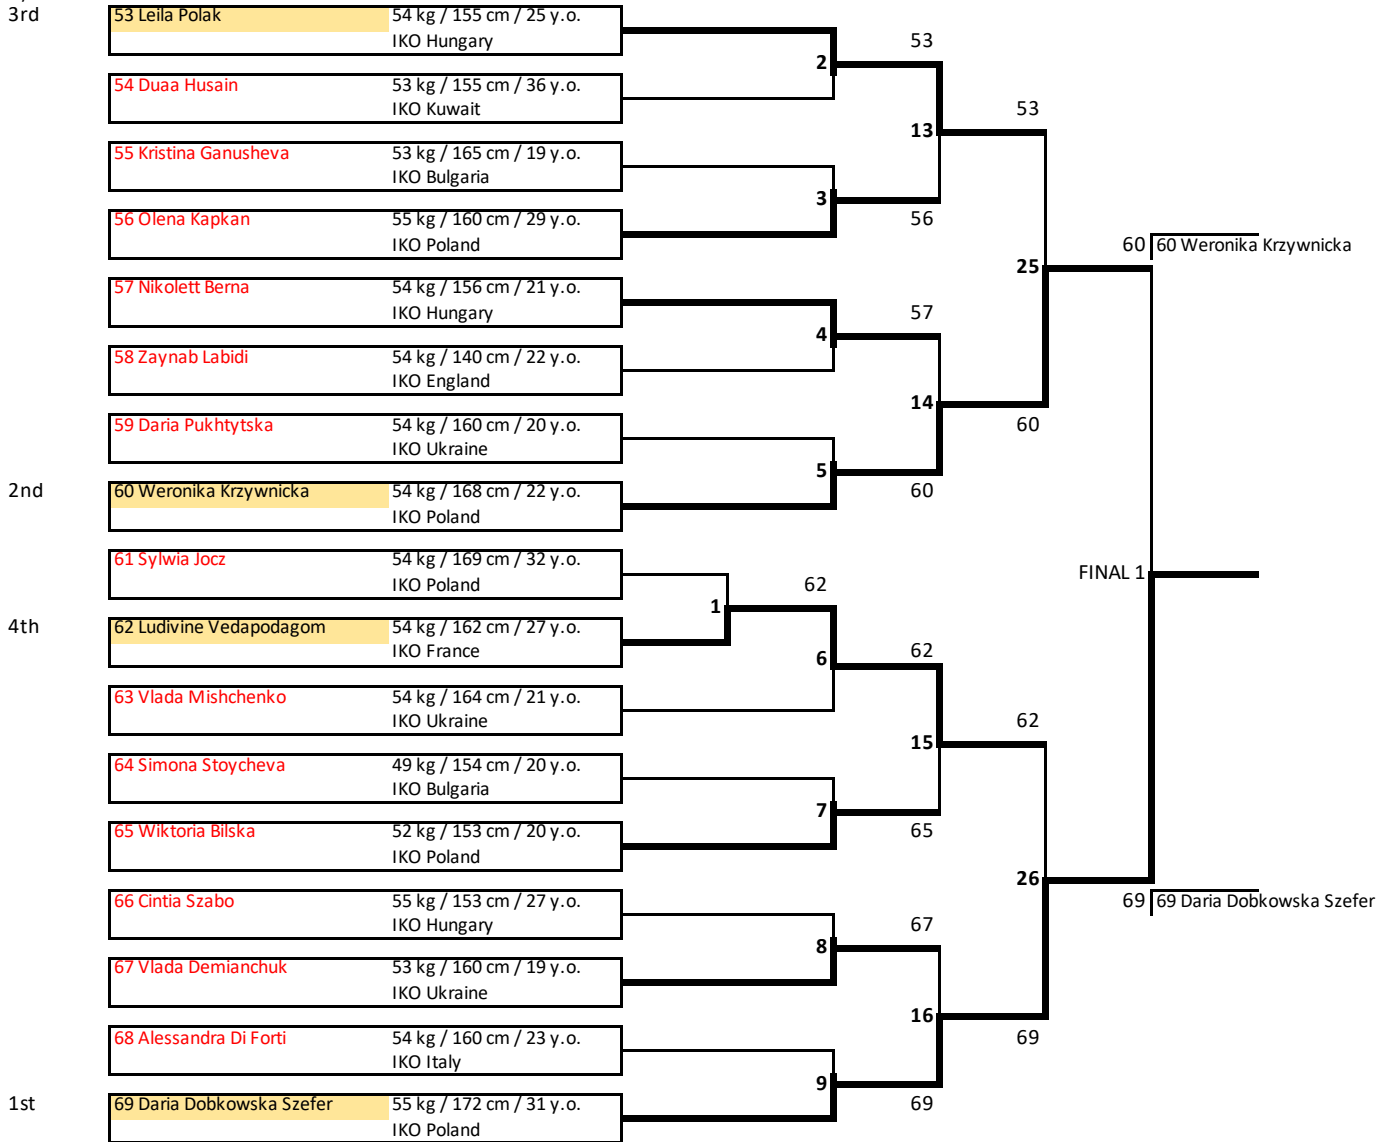 3rd
53 Leila Polak 54 kg / 155 cm / 25 y.o.
IKO Hungary
53
2
54 Duaa Husain 53 kg / 155 cm / 36 y.o.
IKO Kuwait
53
13
55 Kristina Ganusheva 53 kg / 165 cm / 19 y.o.
IKO Bulgaria
3
56 Olena Kapkan 55 kg / 160 cm / 29 y.o.
IKO Poland
56
60 60 Weronika Krzywnicka
25
57 Nikolett Berna 54 kg / 156 cm / 21 y.o.
IKO Hungary
57
4
58 Zaynab Labidi 54 kg / 140 cm / 22 y.o.
IKO England
14
60
59 Daria Pukhtytska 54 kg / 160 cm / 20 y.o.
IKO Ukraine
5
2nd
60 Weronika Krzywnicka 54 kg / 168 cm / 22 y.o.
IKO Poland
60
61 Sylwia Jocz 54 kg / 169 cm / 32 y.o.
IKO Poland
FINAL 1
62
1
4th
62 Ludivine Vedapodagom 54 kg / 162 cm / 27 y.o.
IKO France
62
6
63 Vlada Mishchenko 54 kg / 164 cm / 21 y.o.
IKO Ukraine
62
15
64 Simona Stoycheva 49 kg / 154 cm / 20 y.o.
IKO Bulgaria
7
65 Wiktoria Bilska 52 kg / 153 cm / 20 y.o.
IKO Poland
65
26
66 Cintia Szabo 55 kg / 153 cm / 27 y.o.
IKO Hungary
69 69 Daria Dobkowska Szefer
67
8
67 Vlada Demianchuk 53 kg / 160 cm / 19 y.o.
IKO Ukraine
16
68 Alessandra Di Forti 54 kg / 160 cm / 23 y.o.
IKO Italy
69
9
1st
69 Daria Dobkowska Szefer 55 kg / 172 cm / 31 y.o.
IKO Poland
69